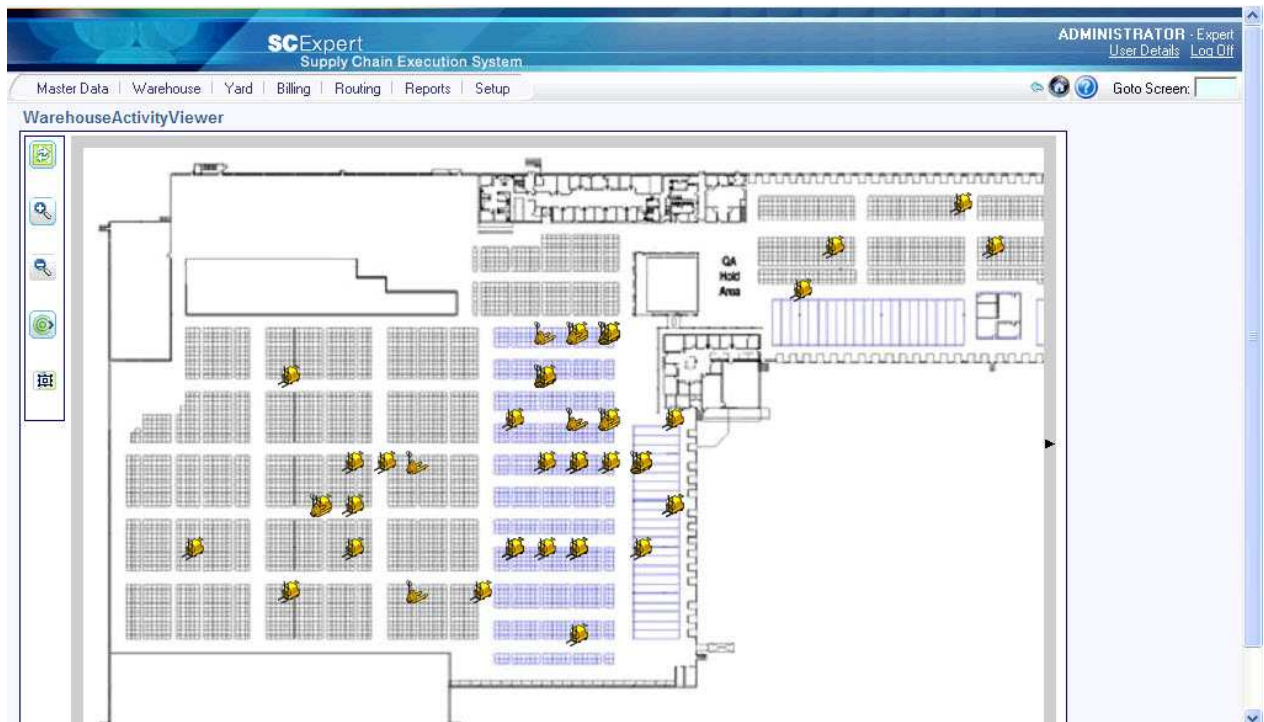 SCExpert
Supply Chain Execution System
ADMINISTRATOR - Expert
User Details Log Off
Master Data | Warehouse | Yard | Billing | Routing | Reports | Setup
Goto Screen:
WarehouseActivityViewer
QA
Hold
Area